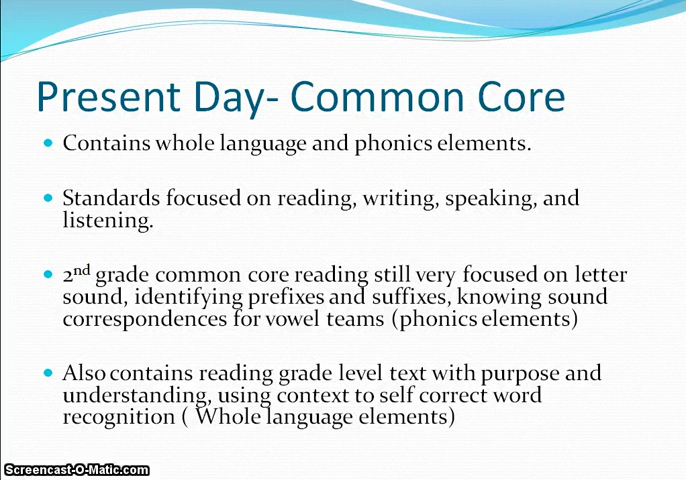 Present Day- Common Core
• Contains whole language and phonics elements.
• Standards focused on reading, writing, speaking, and
listening.
• 2nd grade common core reading still very focused on letter
sound, identifying prefixes and suffixes, knowing sound
correspondences for vowel teams (phonics elements)
• Also contains reading grade level text with purpose and
understanding, using context to self correct word
recognition ( Whole language elements)
Screencast-O-Matic.com